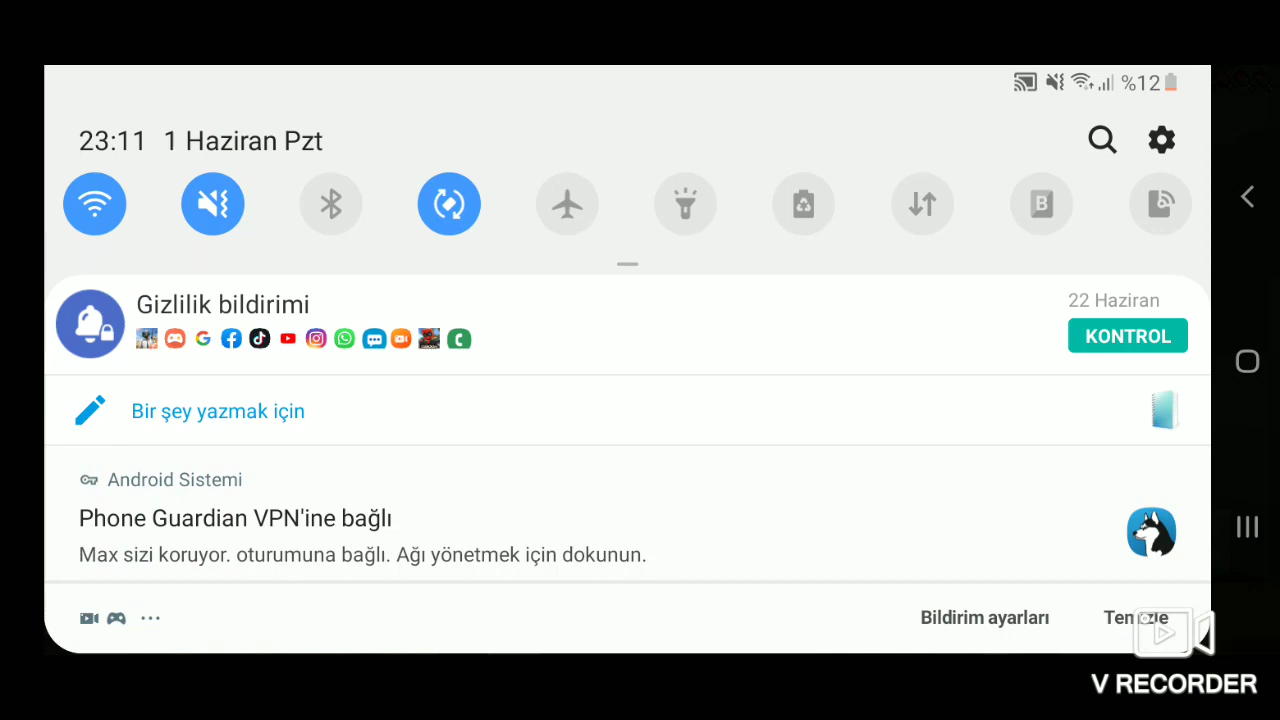 %12
23:11 1 Haziran Pzt
B
Gizlilik bildirimi
22 Haziran
KONTROL
Bir şey yazmak için
Android Sistemi
Phone Guardian VPN'ine bağlı
Max sizi koruyor. oturumuna bağlı. Ağı yönetmek için dokunun.
Bildirim ayarları
Temizle
V RECORDER